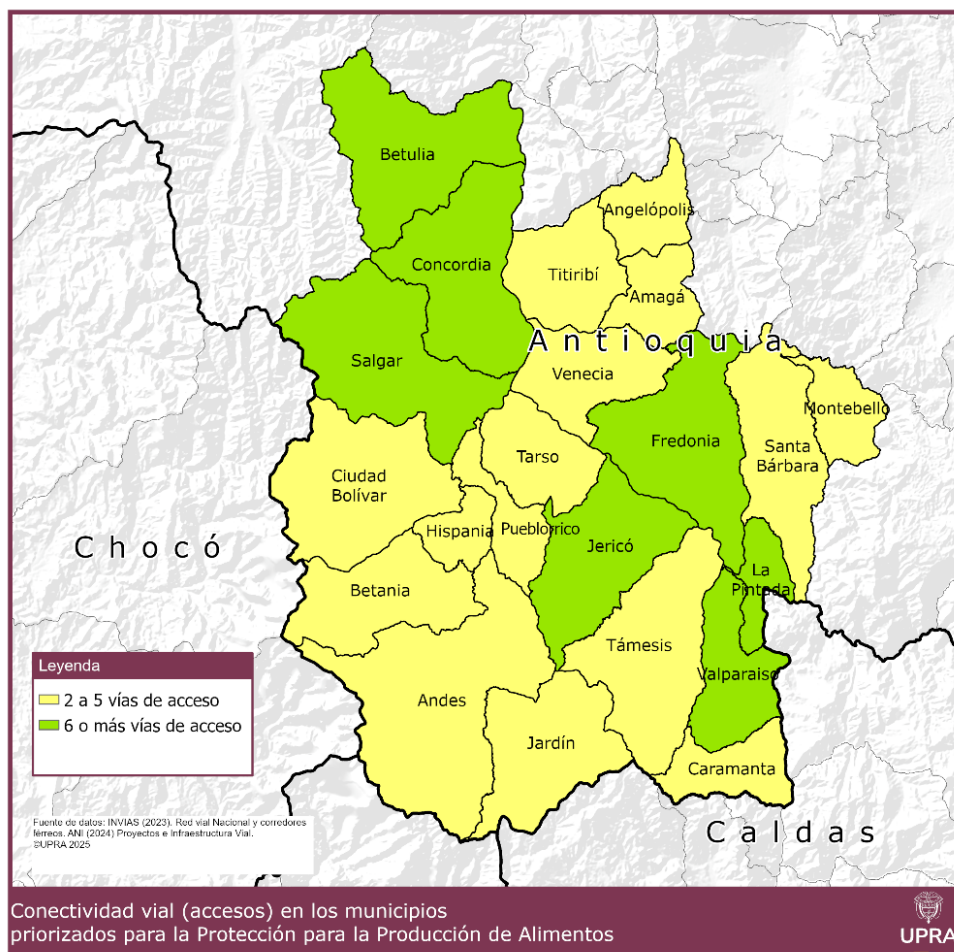 Betulia
Angelópolis
Concordia
Titiribí
Amagá
Antioquia
Salgar
Venecia
Montebello
Fredonia
Santa
Bárbara
Tarso
Ciudad
Bolívar
Hispania
Pueblorrico
Chocó
Jericó
La
Pintada
Betania
Támesis
Valparaiso
Andes
Jardín
Caramanta
Caldas
Leyenda
2 a 5 vías de acceso
6 o más vías de acceso
Fuente de datos: INVIAS (2023). Red vial Nacional y corredores
férreos. ANI (2024) Proyectos e Infraestructura Vial.
©UPRA 2025
Conectividad vial (accesos) en los municipios
priorizados para la Protección para la Producción de Alimentos
UPRA